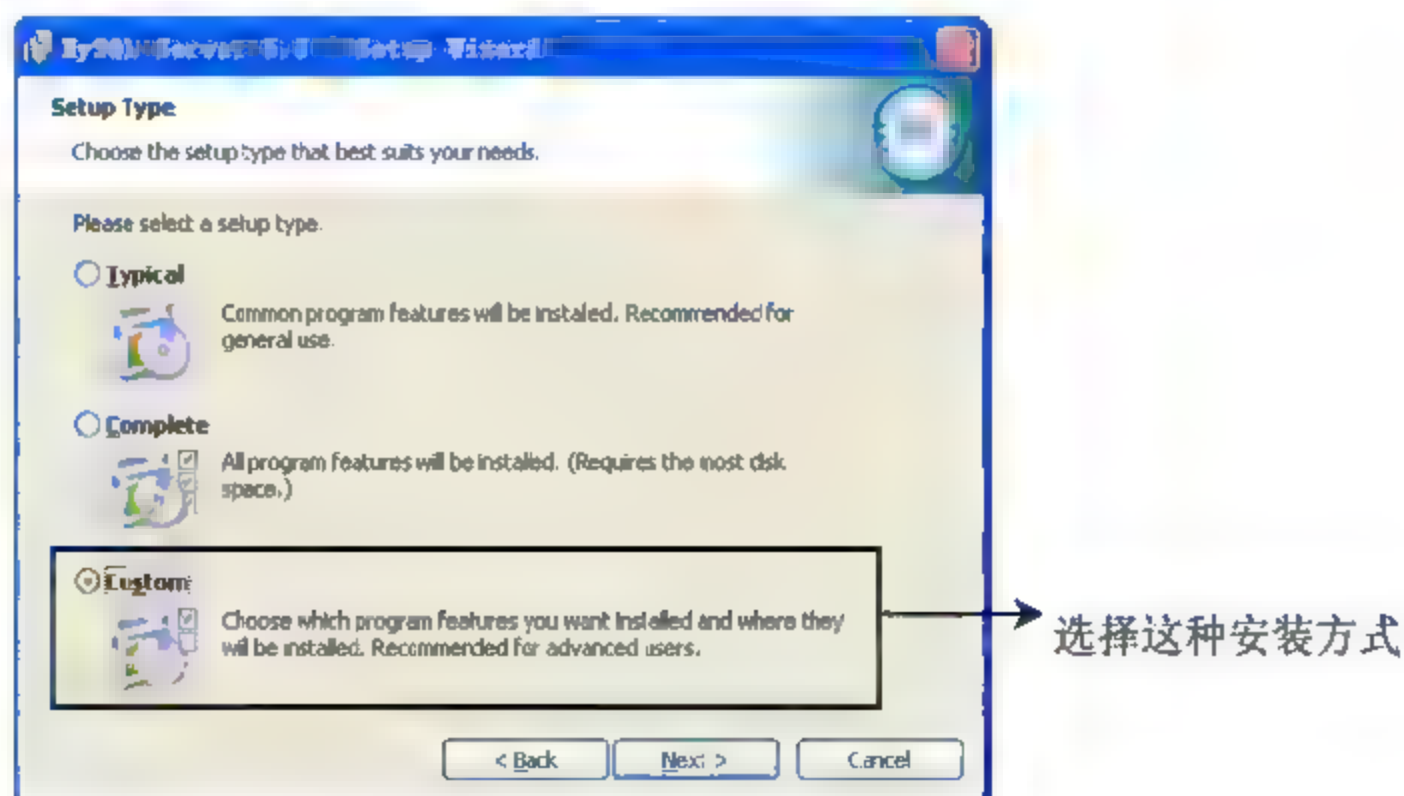 Setup Wizard
Setup Type
Choose the setup type that best suits your needs.
Please select a setup type.
Typical
Common program features will be installed. Recommended for
general use.
Complete
All program features will be installed. (Requires the most disk
space.)
Custom
Choose which program features you want installed and where they
will be installed. Recommended for advanced users.
选择这种安装方式
< Back
Next >
Cancel